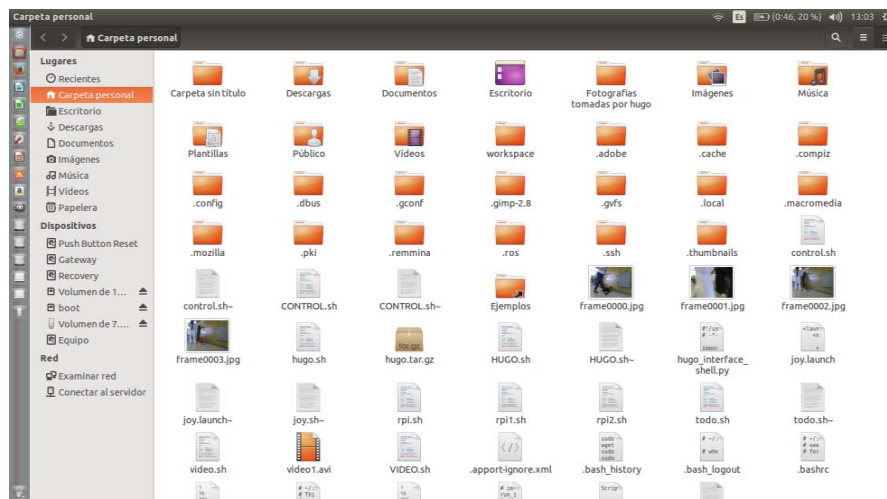 Carpeta personal
Es (0:46, 20 %) 13:03
Carpeta personal
Lugares
Recientes
Carpeta personal
Escritorio
Descargas
Documentos
Imágenes
Música
Vídeos
Papelera
Dispositivos
Push Button Reset
Gateway
Recovery
Volumen de 1...
boot
Volumen de 7....
Equipo
Red
Examinar red
Conectar al servidor
Carpeta sin título
Descargas
Documentos
Escritorio
Fotografías
tomadas por hugo
Imágenes
Música
Plantillas
Público
Vídeos
workspace
.adobe
.cache
.compiz
.config
.dbus
.gconf
.gimp-2.8
.gvfs
.local
.macromedia
.mozilla
.pki
.remmina
.ros
.ssh
.thumbnails
control.sh
control.sh~
CONTROL.sh
CONTROL.sh~
Ejemplos
frame0000.jpg
frame0001.jpg
frame0002.jpg
frame0003.jpg
hugo.sh
tar.gz
hugo.tar.gz
HUGO.sh
HUGO.sh~
hugo_interface_
shell.py
joy.launch
joy.launch~
joy.sh~
rpi.sh
rpi1.sh
rpi2.sh
todo.sh
todo.sh~
video.sh
video1.avi
VIDEO.sh
.apport-ignore.xml
.bash_history
.bash_logout
.bashrc